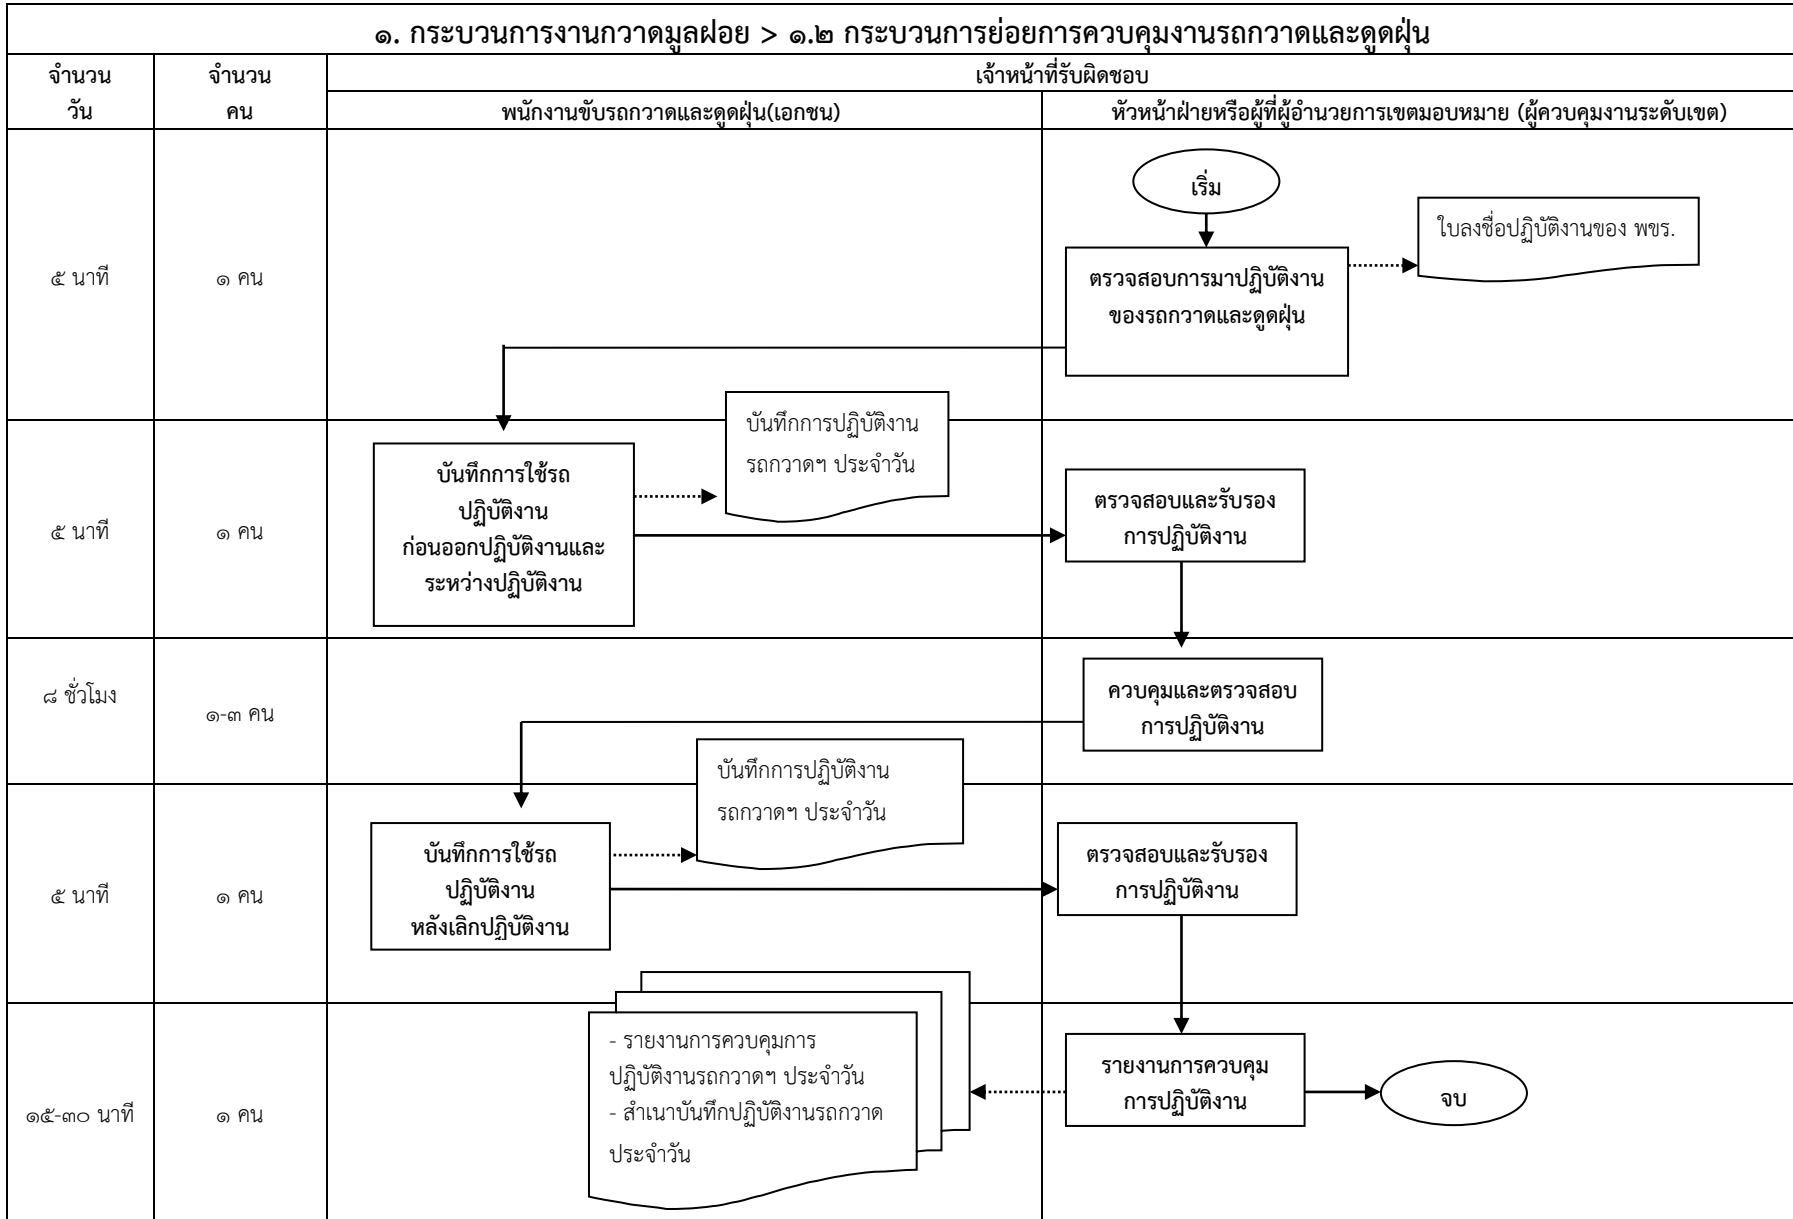 ๑. กระบวนการงานกวาดมูลฝอย > ๑.๒ กระบวนการย่อยการควบคุมงานรถกวาดและดูดฝุ่น
จำนวน
วัน
จำนวน
คน
เจ้าหน้าที่รับผิดชอบ
พนักงานขับรถกวาดและดูดฝุ่น(เอกชน)
หัวหน้าฝ่ายหรือผู้ที่ผู้อำนวยการเขตมอบหมาย (ผู้ควบคุมงานระดับเขต)
๕ นาที
๑ คน
เริ่ม
ตรวจสอบการมาปฏิบัติงาน
ของรถกวาดและดูดฝุ่น
ใบลงชื่อปฏิบัติงานของ พขร.
๕ นาที
๑ คน
บันทึกการใช้รถ
ปฏิบัติงาน
ก่อนออกปฏิบัติงานและ
ระหว่างปฏิบัติงาน
บันทึกการปฏิบัติงาน
รถกวาดฯ ประจำวัน
ตรวจสอบและรับรอง
การปฏิบัติงาน
๘ ชั่วโมง
๑-๓ คน
ควบคุมและตรวจสอบ
การปฏิบัติงาน
๕ นาที
๑ คน
บันทึกการใช้รถ
ปฏิบัติงาน
หลังเลิกปฏิบัติงาน
บันทึกการปฏิบัติงาน
รถกวาดฯ ประจำวัน
ตรวจสอบและรับรอง
การปฏิบัติงาน
๑๕-๓๐ นาที
๑ คน
- รายงานการควบคุมการ
ปฏิบัติงานรถกวาดฯ ประจำวัน
- สำเนาบันทึกปฏิบัติงานรถกวาด
ประจำวัน
รายงานการควบคุม
การปฏิบัติงาน
จบ